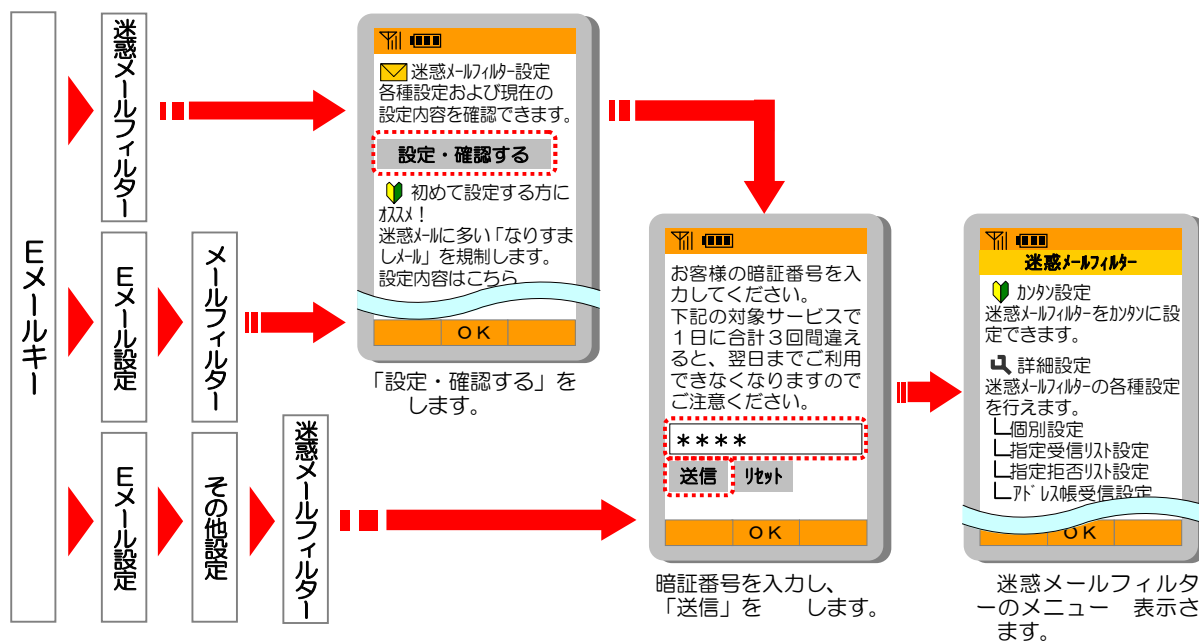 Eメールキー
迷惑メールフィルター
Eメール設定
メールフィルター
Eメール設定
その他設定
迷惑メールフィルター
迷惑メールフィルター設定
各種設定および現在の
設定内容を確認できます。
設定・確認する
初めて設定する方に
オススメ！
迷惑メールに多い「なりすま
しメール」を規制します。
設定内容はこちら
OK
「設定・確認する」を
します。
お客様の暗証番号を入
力してください。
下記の対象サービスで
1日に合計3回間違え
ると、翌日までご利用
できなくなりますので
ご注意ください。
＊＊＊＊
送信 リセット
OK
暗証番号を入力し、
「送信」を　　します。
迷惑メールフィルター
カンタン設定
迷惑メールフィルターをカンタンに設
定できます。
詳細設定
迷惑メールフィルターの各種設定
を行えます。
個別設定
指定受信リスト設定
指定拒否リスト設定
アドレス帳受信設定
OK
迷惑メールフィルタ
ーのメニュー　表示さ
ます。